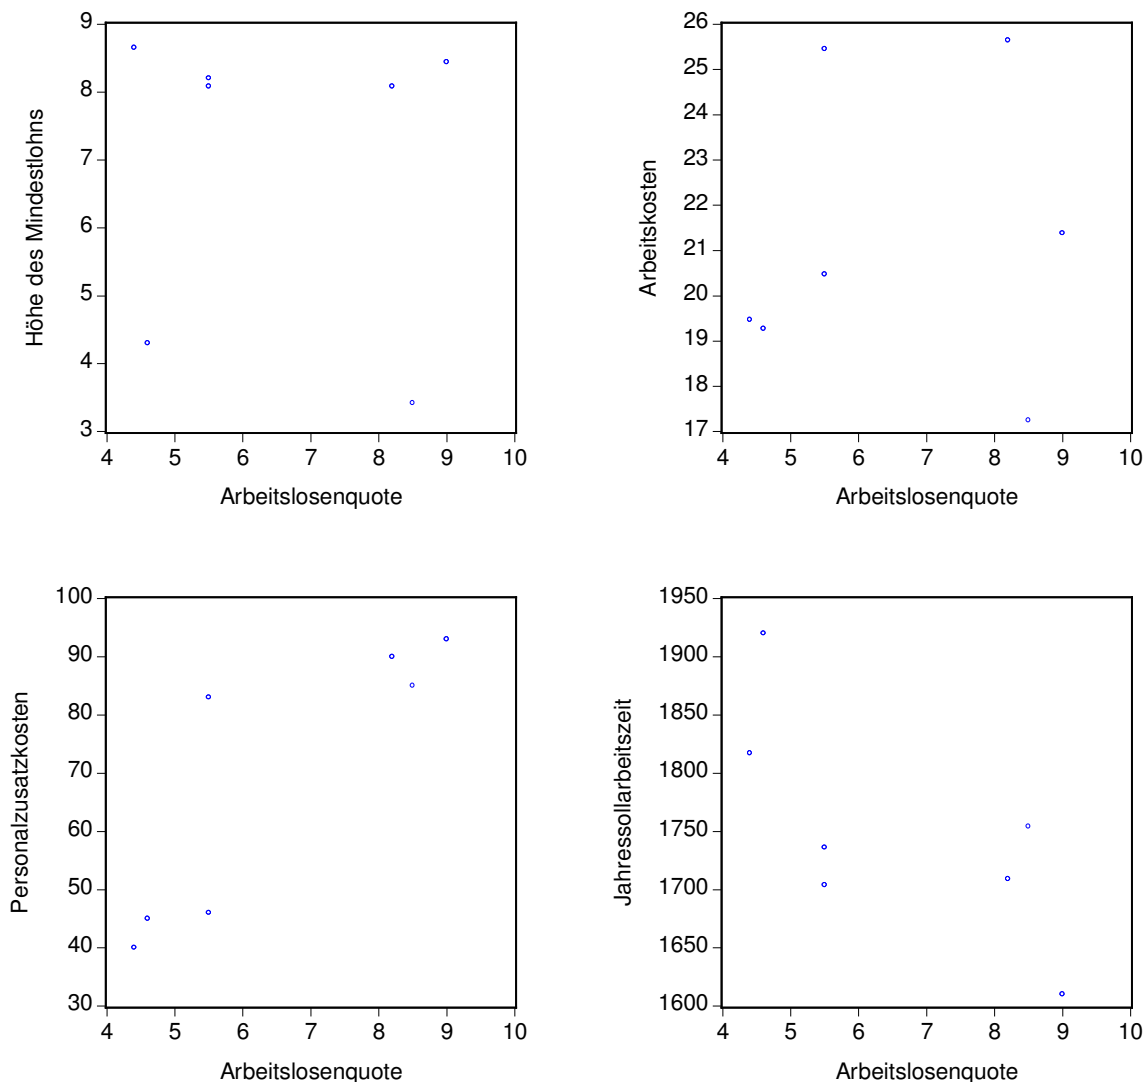 9
8
7
6
5
4
3
Höhe des Mindestlohns
4 5 6 7 8 9 10
Arbeitslosenquote
26
25
24
23
22
21
20
19
18
17
Arbeitskosten
4 5 6 7 8 9 10
Arbeitslosenquote
100
90
80
70
60
50
40
30
Personalzusatzkosten
4 5 6 7 8 9 10
Arbeitslosenquote
1950
1900
1850
1800
1750
1700
1650
1600
Jahressollarbeitszeit
4 5 6 7 8 9 10
Arbeitslosenquote